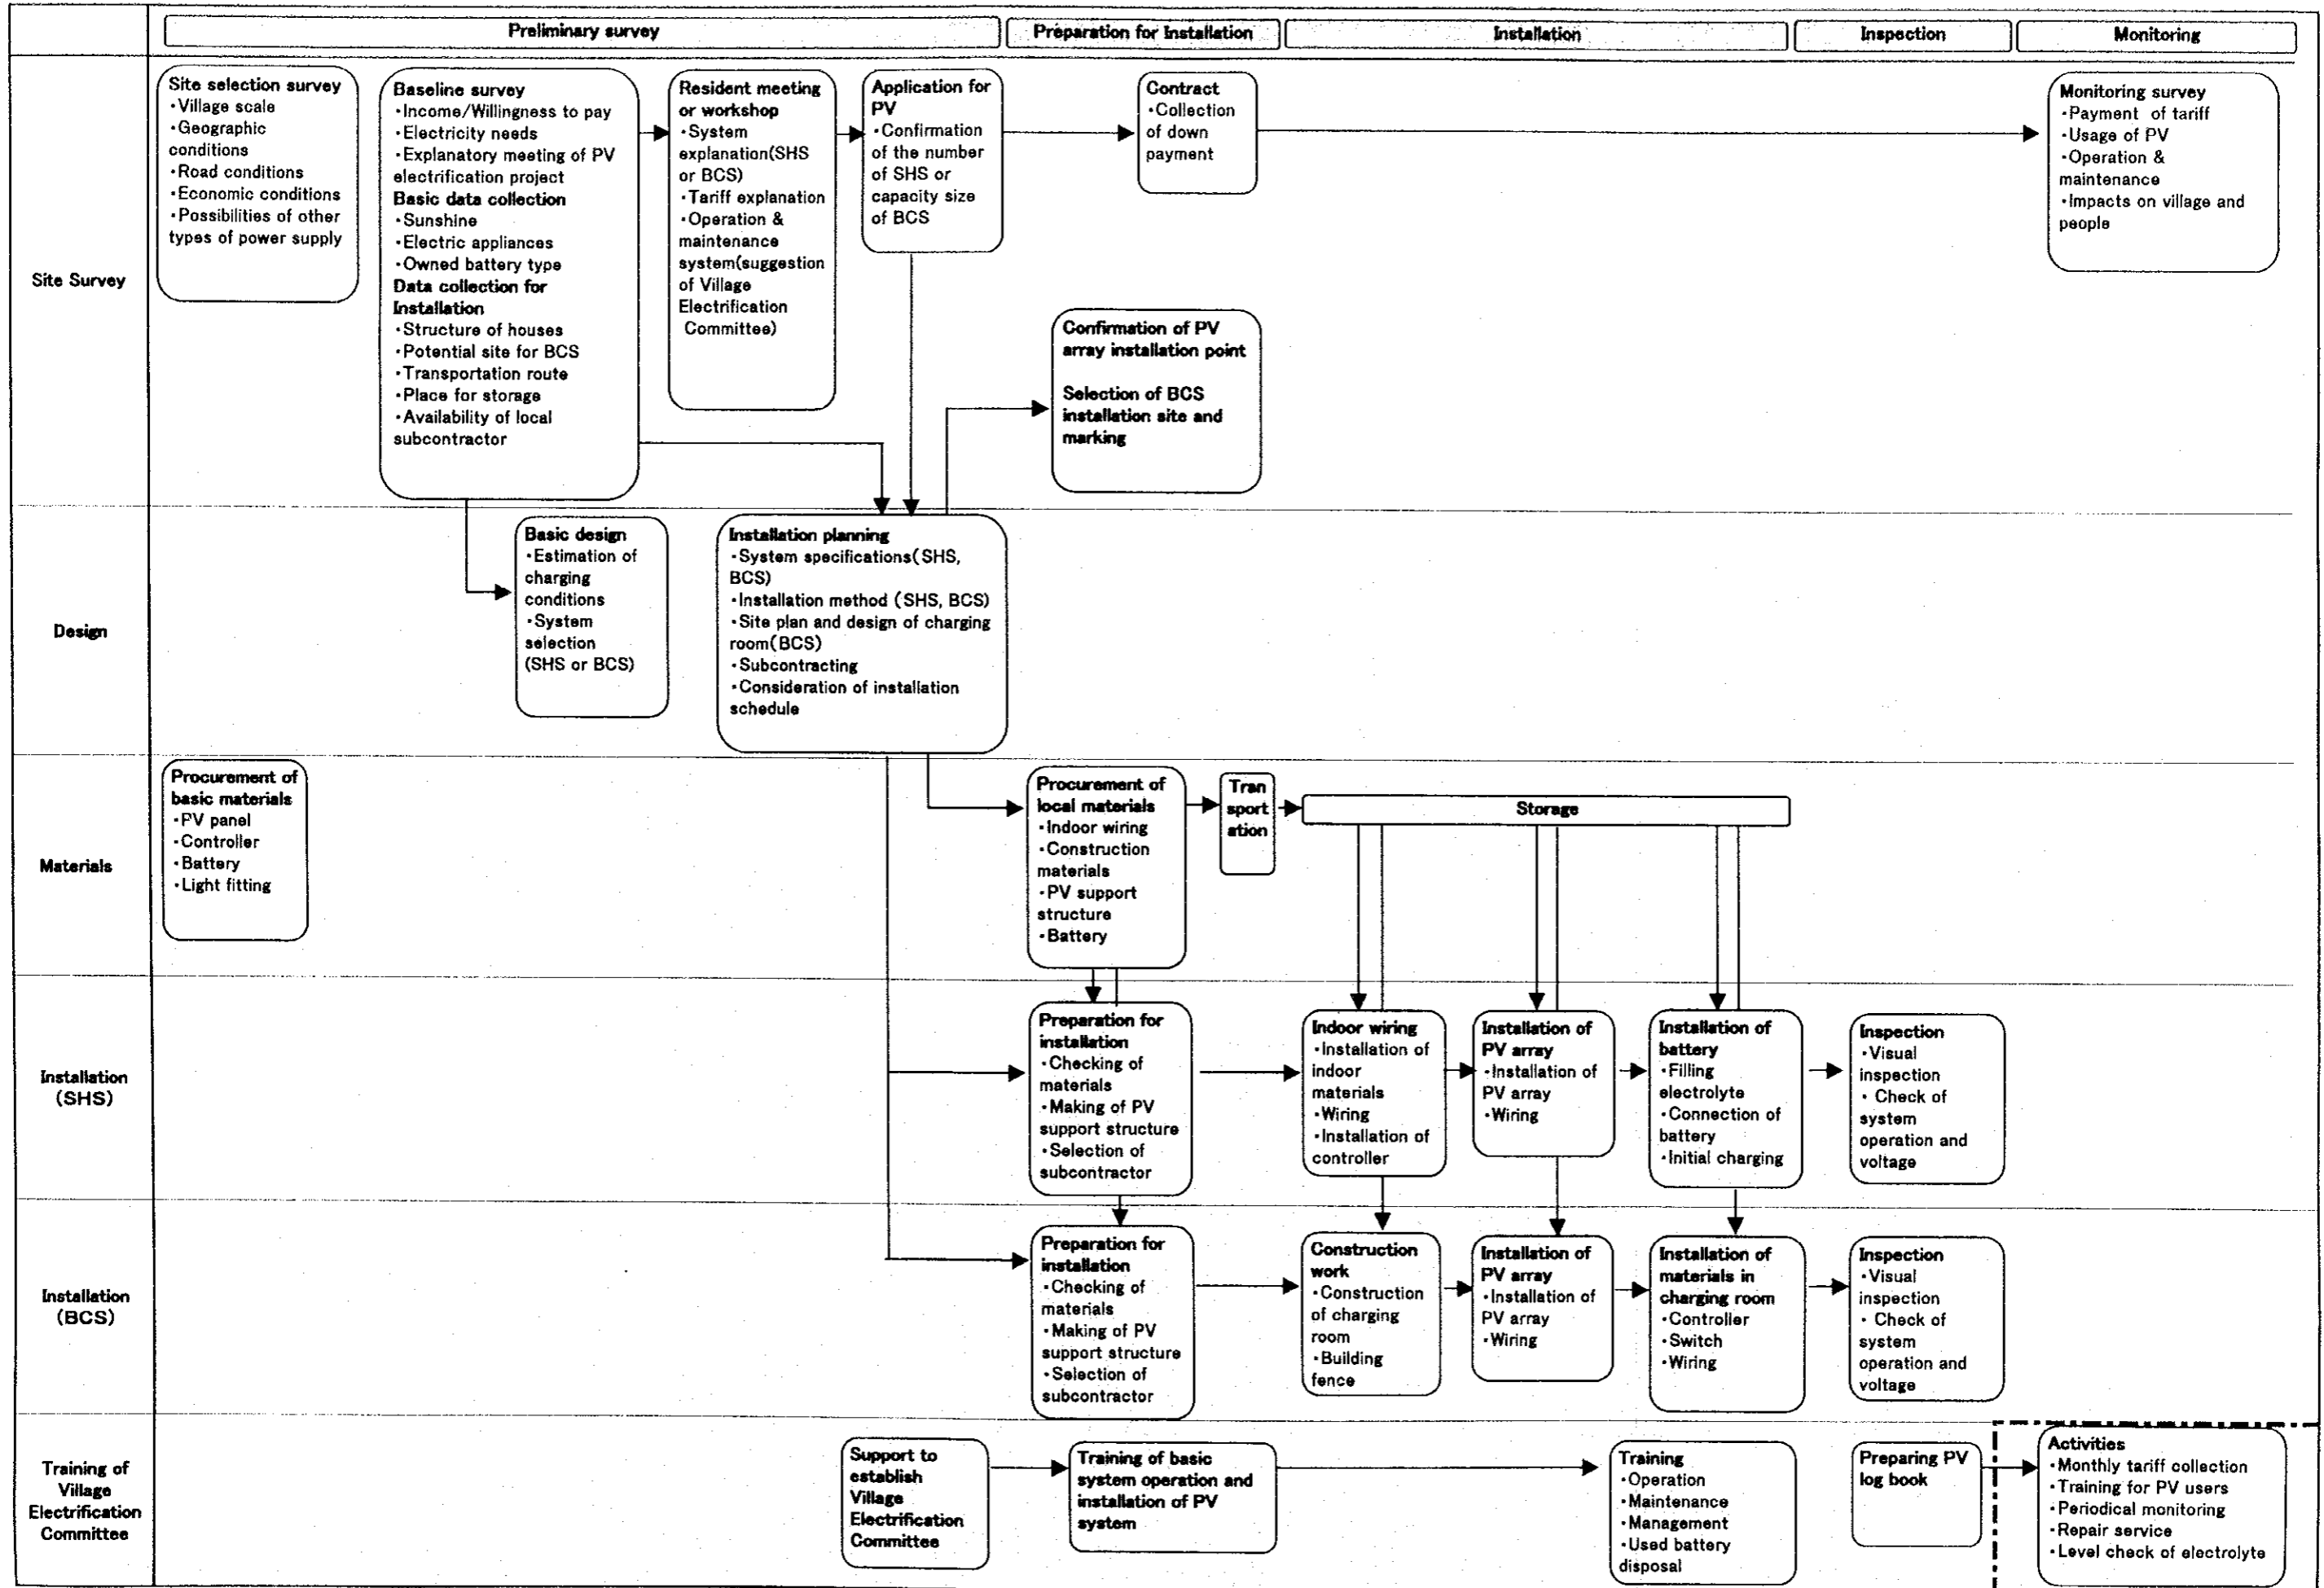 Preliminary survey
Preparation for Installation
Installation
Inspection
Monitoring
Site Survey
Site selection survey
・Village scale
・Geographic
conditions
・Road conditions
・Economic conditions
・Possibilities of other
types of power supply
Baseline survey
・Income/Willingness to pay
・Electricity needs
・Explanatory meeting of PV
electrification project
Basic data collection
・Sunshine
・Electric appliances
・Owned battery type
Data collection for
Installation
・Structure of houses
・Potential site for BCS
・Transportation route
・Place for storage
・Availability of local
subcontractor
Resident meeting
or workshop
・System
explanation(SHS
or BCS)
・Tariff explanation
・Operation &
maintenance
system(suggestion
of Village
Electrification
Committee)
Application for
PV
・Confirmation
of the number
of SHS or
capacity size
of BCS
Contract
・Collection
of down
payment
Monitoring survey
・Payment of tariff
・Usage of PV
・Operation &
maintenance
・Impacts on village and
people
Confirmation of PV
array installation point
Selection of BCS
installation site and
marking
Design
Basic design
・Estimation of
charging
conditions
・System
selection
(SHS or BCS)
Installation planning
・System specifications(SHS,
BCS)
・Installation method (SHS, BCS)
・Site plan and design of charging
room(BCS)
・Subcontracting
・Consideration of installation
schedule
Materials
Procurement of
basic materials
・PV panel
・Controller
・Battery
・Light fitting
Procurement of
local materials
・Indoor wiring
・Construction
materials
・PV support
structure
・Battery
Tran
sport
ation
Storage
Installation
(SHS)
Preparation for
installation
・Checking of
materials
・Making of PV
support structure
・Selection of
subcontractor
Indoor wiring
・Installation of
indoor
materials
・Wiring
・Installation of
controller
Installation of
PV array
・Installation of
PV array
・Wiring
Installation of
battery
・Filling
electrolyte
・Connection of
battery
・Initial charging
Inspection
・Visual
inspection
・Check of
system
operation and
voltage
Installation
(BCS)
Preparation for
installation
・Checking of
materials
・Making of PV
support structure
・Selection of
subcontractor
Construction
work
・Construction
of charging
room
・Building
fence
Installation of
PV array
・Installation of
PV array
・Wiring
Installation of
materials in
charging room
・Controller
・Switch
・Wiring
Inspection
・Visual
inspection
・Check of
system
operation and
voltage
Training of
Village
Electrification
Committee
Support to
establish
Village
Electrification
Committee
Training of basic
system operation and
installation of PV
system
Training
・Operation
・Maintenance
・Management
・Used battery
disposal
Preparing PV
log book
Activities
・Monthly tariff collection
・Training for PV users
・Periodical monitoring
・Repair service
・Level check of electrolyte